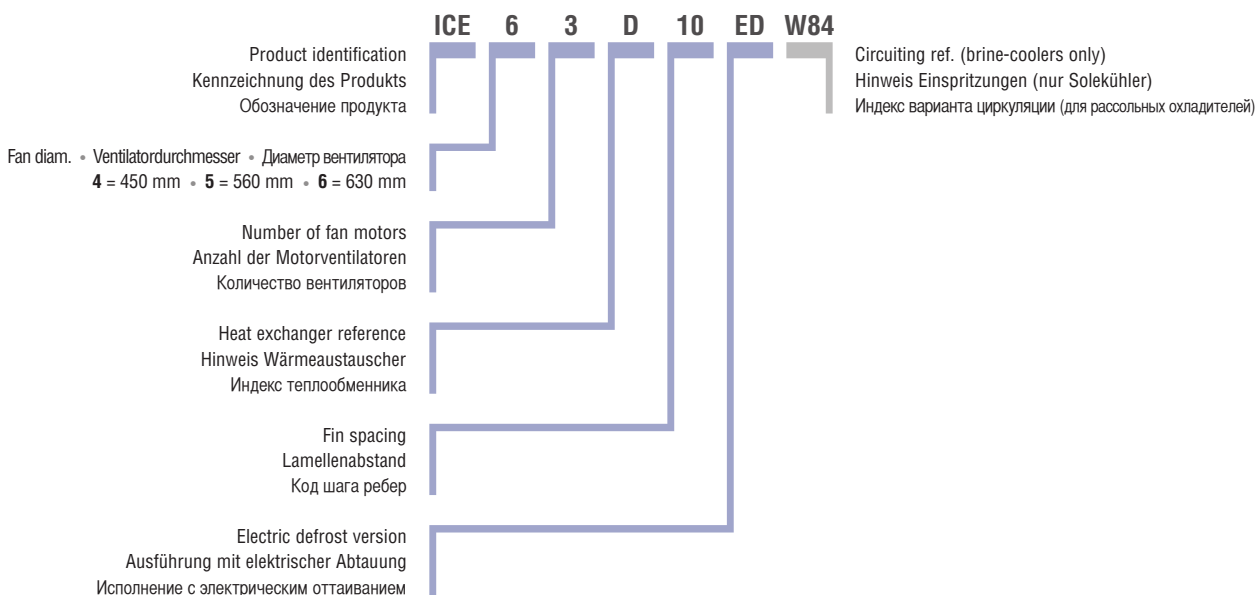 ICE 6 3 D 10 ED W84
Product identification
Kennzeichnung des Produkts
Обозначение продукта
Circuiting ref. (brine-coolers only)
Hinweis Einspritzungen (nur Solekühler)
Индекс варианта циркуляции (для рассольных охладителей)
Fan diam. • Ventilatordurchmesser • Диаметр вентилятора
4 = 450 mm • 5 = 560 mm • 6 = 630 mm
Number of fan motors
Anzahl der Motorventilatoren
Количество вентиляторов
Heat exchanger reference
Hinweis Wärmeaustauscher
Индекс теплообменника
Fin spacing
Lamellenabstand
Код шага ребер
Electric defrost version
Ausführung mit elektrischer Abtauung
Исполнение с электрическим оттаиванием